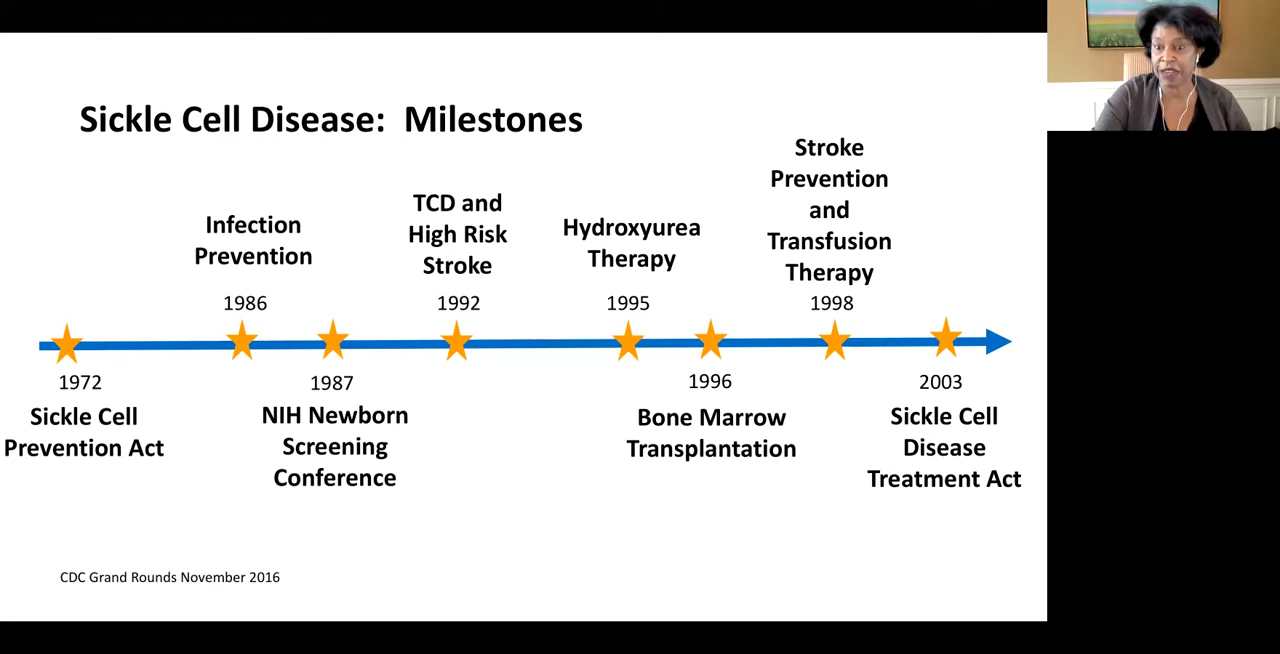 Sickle Cell Disease:  Milestones
Infection
Prevention
1986
TCD and
High Risk
Stroke
1992
Hydroxyurea
Therapy
1995
Stroke
Prevention
and
Transfusion
Therapy
1998
1972
Sickle Cell
Prevention Act
1987
NIH Newborn
Screening
Conference
1996
Bone Marrow
Transplantation
2003
Sickle Cell
Disease
Treatment Act
CDC Grand Rounds November 2016